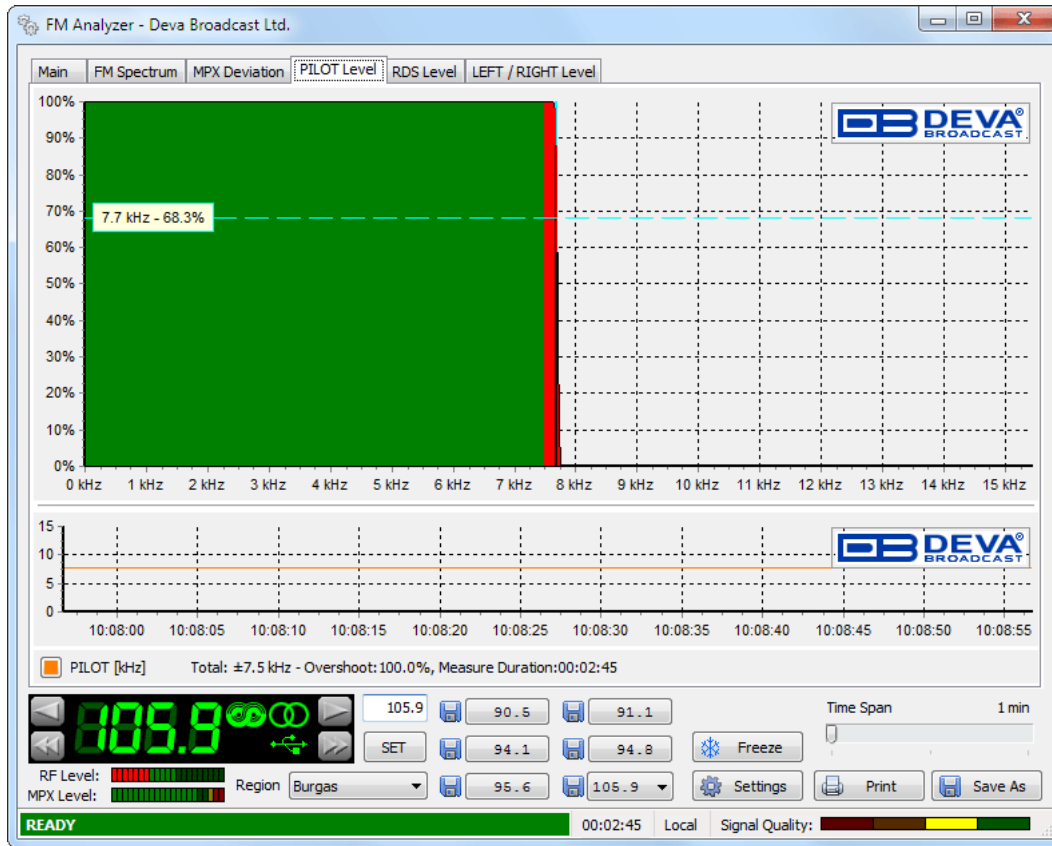 FM Analyzer - Deva Broadcast Ltd.
Main FM Spectrum MPX Deviation PILOT Level RDS Level LEFT / RIGHT Level
100%
90%
80%
70%
60%
50%
40%
30%
20%
10%
0%
DEVA®
BROADCAST
7.7 kHz - 68.3%
0 kHz 1 kHz 2 kHz 3 kHz 4 kHz 5 kHz 6 kHz 7 kHz 8 kHz 9 kHz 10 kHz 11 kHz 12 kHz 13 kHz 14 kHz 15 kHz
15
10
5
0
DEVA®
BROADCAST
10:08:00 10:08:05 10:08:10 10:08:15 10:08:20 10:08:25 10:08:30 10:08:35 10:08:40 10:08:45 10:08:50 10:08:55
PILOT [kHz] Total: ±7.5 kHz - Overshoot:100.0%, Measure Duration:00:02:45
105.9
105.9 90.5 91.1 Time Span 1 min
SET 94.1 94.8 Freeze
RF Level:
MPX Level:
Region Burgas 95.6 105.9 Settings Print Save As
READY 00:02:45 Local Signal Quality: